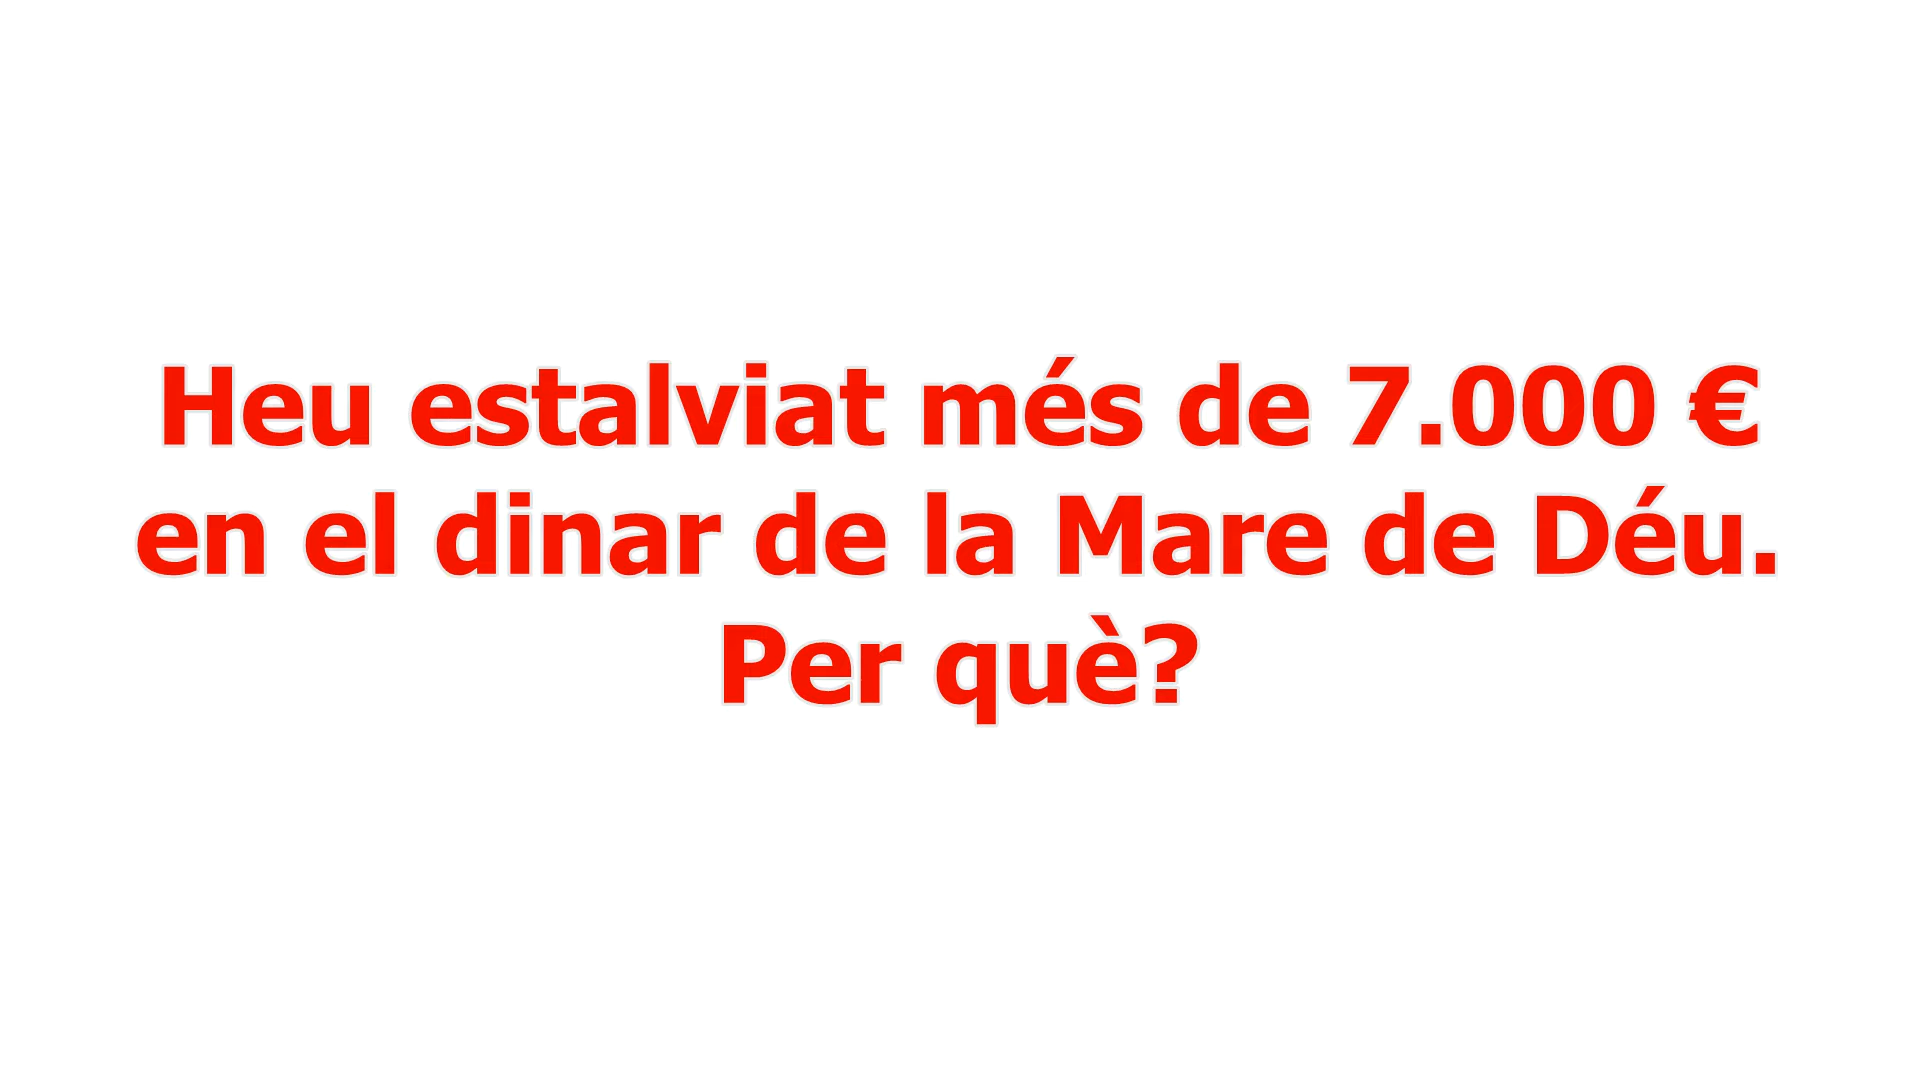 Heu estalviat més de 7.000 €
en el dinar de la Mare de Déu.
Per què?